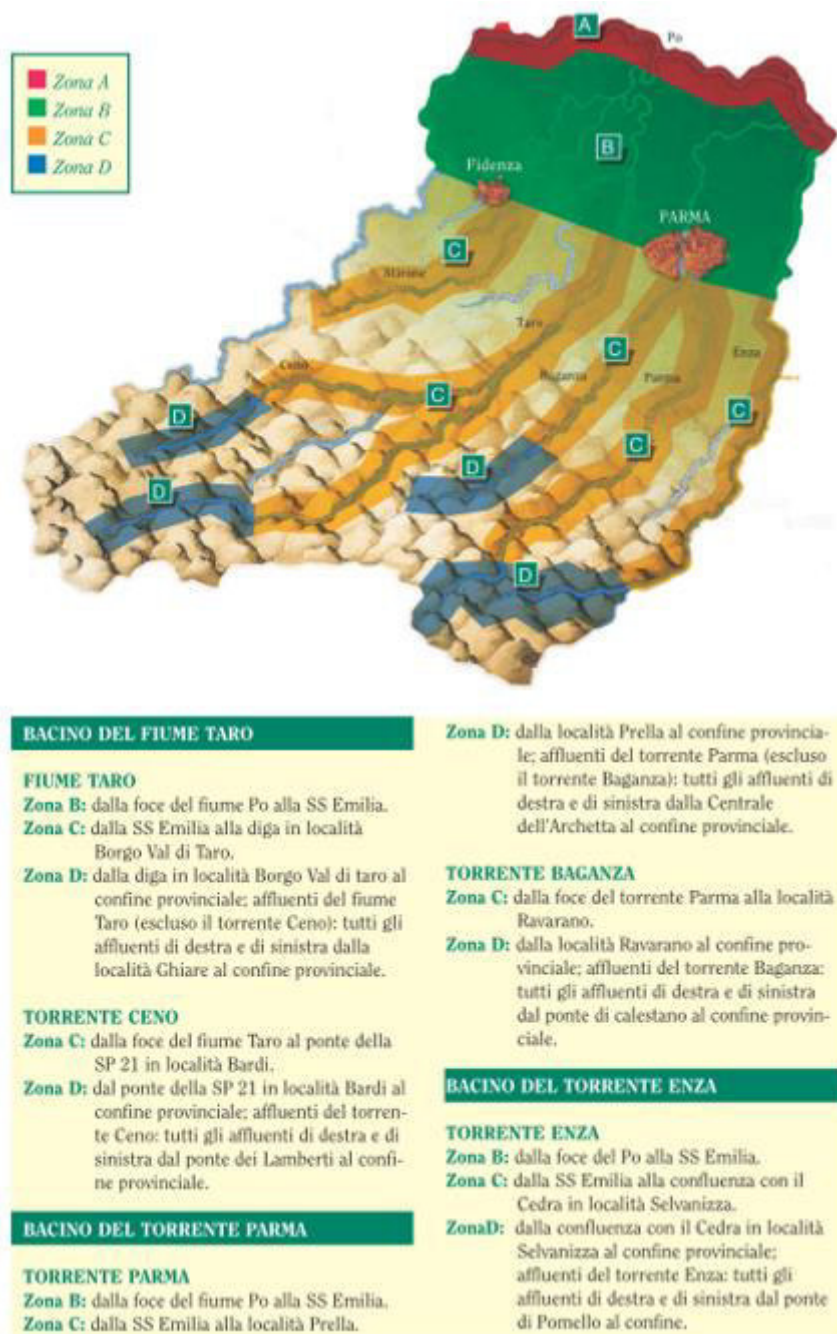 A
Po
Zona A
Zona B
Zona C
Zona D
B
Fidenza
PARMA
C
Taro
C
Enza
Ceno
Baganza
Parma
C
C
D
C
D
D
D
BACINO DEL FIUME TARO
FIUME TARO
Zona B: dalla foce del fiume Po alla SS Emilia.
Zona C: dalla SS Emilia alla diga in località
Borgo Val di Taro.
Zona D: dalla diga in località Borgo Val di taro al
confine provinciale; affluenti del fiume
Taro (escluso il torrente Ceno): tutti gli
affluenti di destra e di sinistra dalla
località Ghiare al confine provinciale.
TORRENTE CENO
Zona C: dalla foce del fiume Taro al ponte della
SP 21 in località Bardi.
Zona D: dal ponte della SP 21 in località Bardi al
confine provinciale; affluenti del torren-
te Ceno: tutti gli affluenti di destra e di
sinistra dal ponte dei Lamberti al confi-
ne provinciale.
BACINO DEL TORRENTE PARMA
TORRENTE PARMA
Zona B: dalla foce del fiume Po alla SS Emilia.
Zona C: dalla SS Emilia alla località Prella.
Zona D: dalla località Prella al confine provincia-
le; affluenti del torrente Parma (escluso
il torrente Baganza): tutti gli affluenti di
destra e di sinistra dalla Centrale
dell'Archetta al confine provinciale.
TORRENTE BAGANZA
Zona C: dalla foce del torrente Parma alla località
Ravarano.
Zona D: dalla località Ravarano al confine pro-
vinciale; affluenti del torrente Baganza:
tutti gli affluenti di destra e di sinistra
dal ponte di calestano al confine provin-
ciale.
BACINO DEL TORRENTE ENZA
TORRENTE ENZA
Zona B: dalla foce del Po alla SS Emilia.
Zona C: dalla SS Emilia alla confluenza con il
Cedra in località Selvanizza.
ZonaD: dalla confluenza con il Cedra in località
Selvanizza al confine provinciale;
affluenti del torrente Enza: tutti gli
affluenti di destra e di sinistra dal ponte
di Pomello al confine.